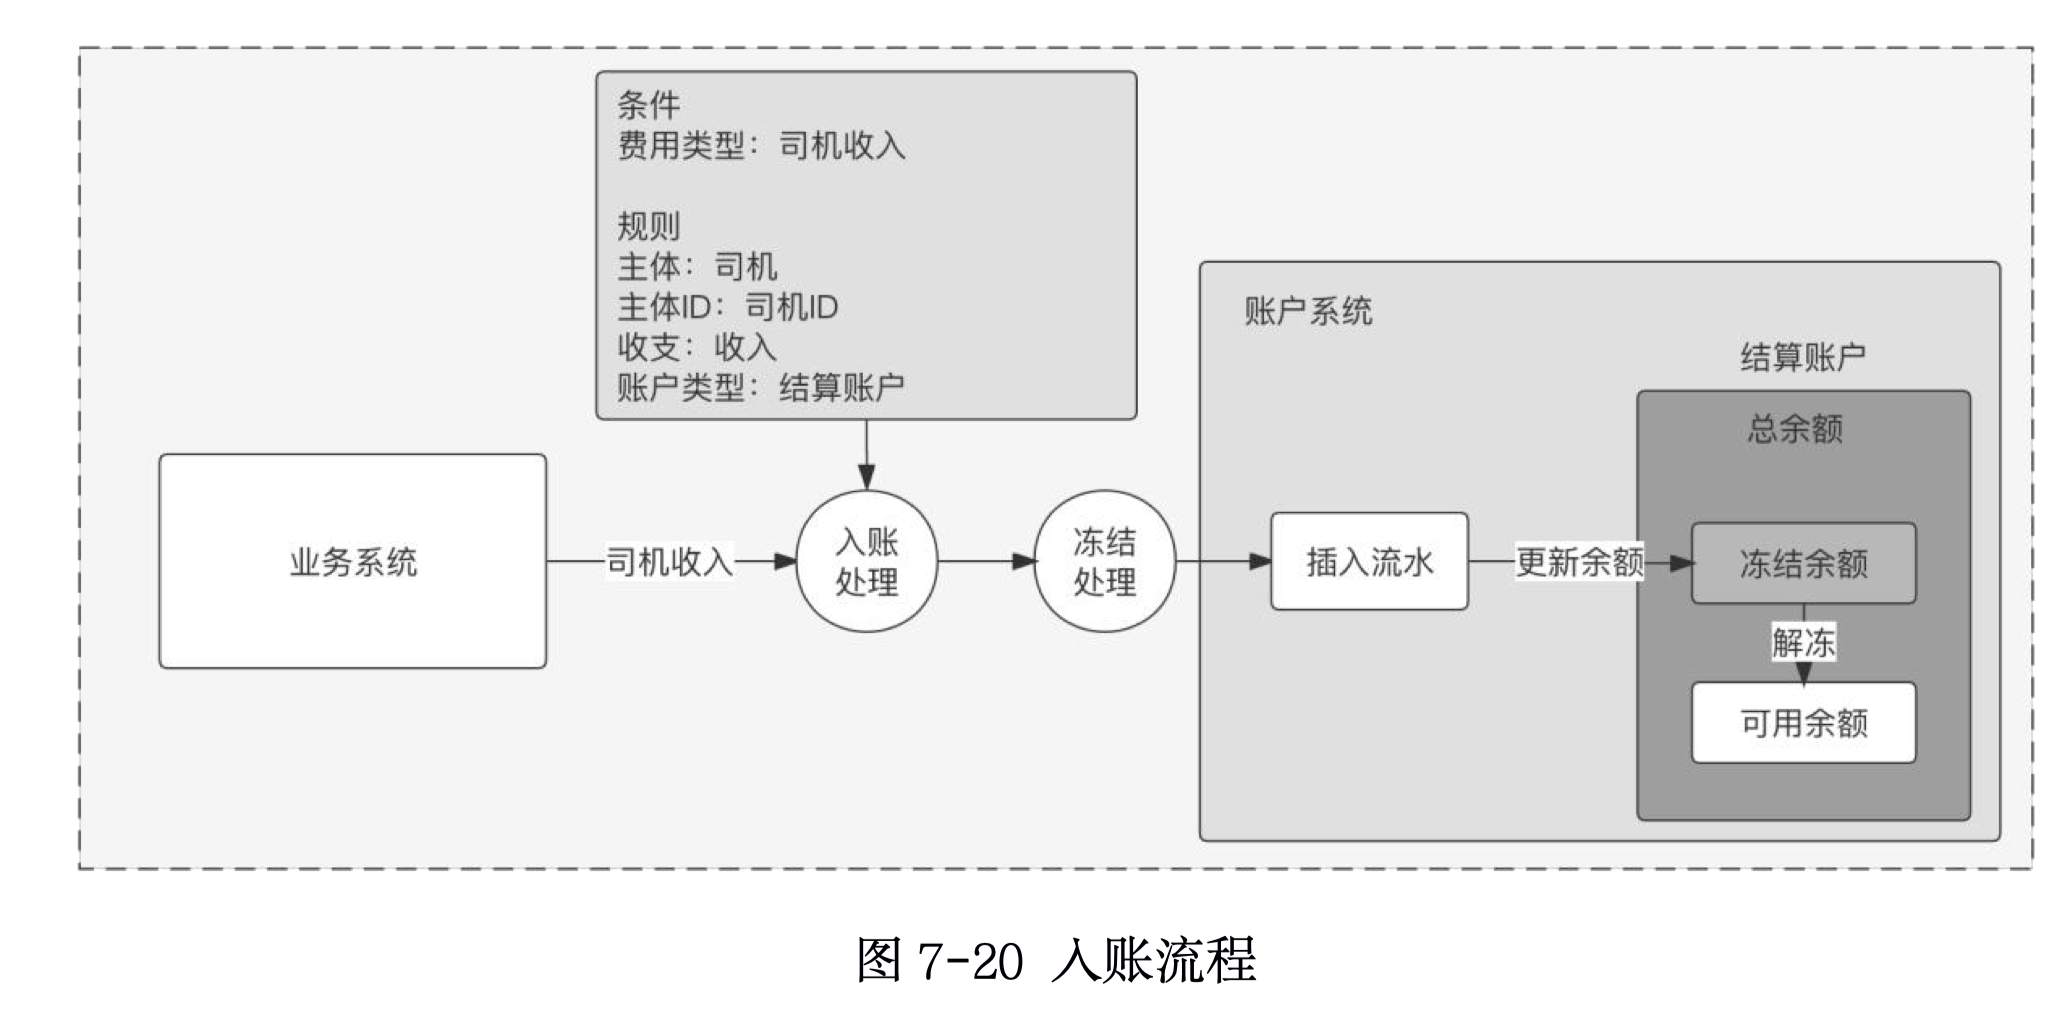 条件
费用类型：司机收入
规则
主体：司机
主体ID：司机ID
收支：收入
账户类型：结算账户
账户系统
结算账户
总余额
业务系统
司机收入
入账
处理
冻结
处理
插入流水
更新余额
冻结余额
解冻
可用余额
图 7-20 入账流程